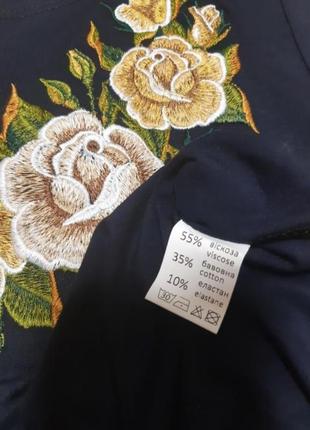 55% віскоза
viscose
35% бавовна
cotton
10% еластан
elastane
30